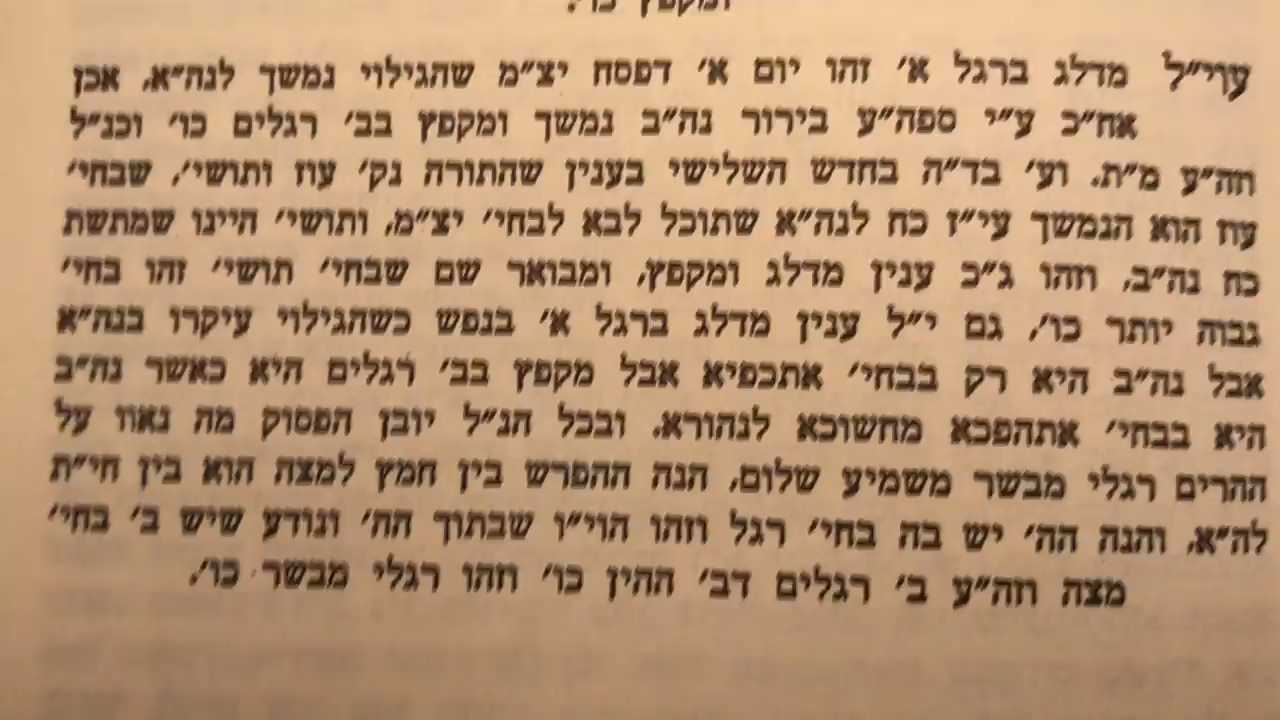 ומקפץ כו׳.
עוי״ל מדלג ברגל א׳ זהו יום א׳ דפסח יצ״מ שהגילוי נמשך לנה״א, אכן
אח״כ ע״י ספה״ע בירור נה״ב נמשך ומקפץ בב׳ רגלים כו׳ וכנ״ל
וזה״ע מ״ת. וע׳ בד״ה בחדש השלישי בענין שהתורה נק׳ עוז ותושי׳, שבחי׳
עוז הוא הנמשך עי״ז כח לנה״א שתוכל לבא לבחי׳ יצ״מ, ותושי׳ היינו שמתשת
כח נה״ב, וזהו ג״כ ענין מדלג ומקפץ, ומבואר שם שבחי׳ תושי׳ זהו בחי׳
גבוה יותר כו׳, גם י״ל ענין מדלג ברגל א׳ בנפש כשהגילוי עיקרו בנה״א
אבל נה״ב היא רק בבחי׳ אתכפיא אבל מקפץ בב׳ רגלים היא כאשר נה״ב
היא בבחי׳ אתהפכא מחשוכא לנהורא. ובכל הנ״ל יובן הפסוק מה נאוו על
ההרים רגלי מבשר משמיע שלום, הנה ההפרש בין חמץ למצה הוא בין חי״ת
לה״א, והנה הה׳ יש בה בחי׳ רגל וזהו הוי״ו שבתוך הה׳ ונודע שיש ב׳ בחי׳
מצה וזה״ע ב׳ רגלים דב׳ ההין כו׳ וזהו רגלי מבשר כו׳.